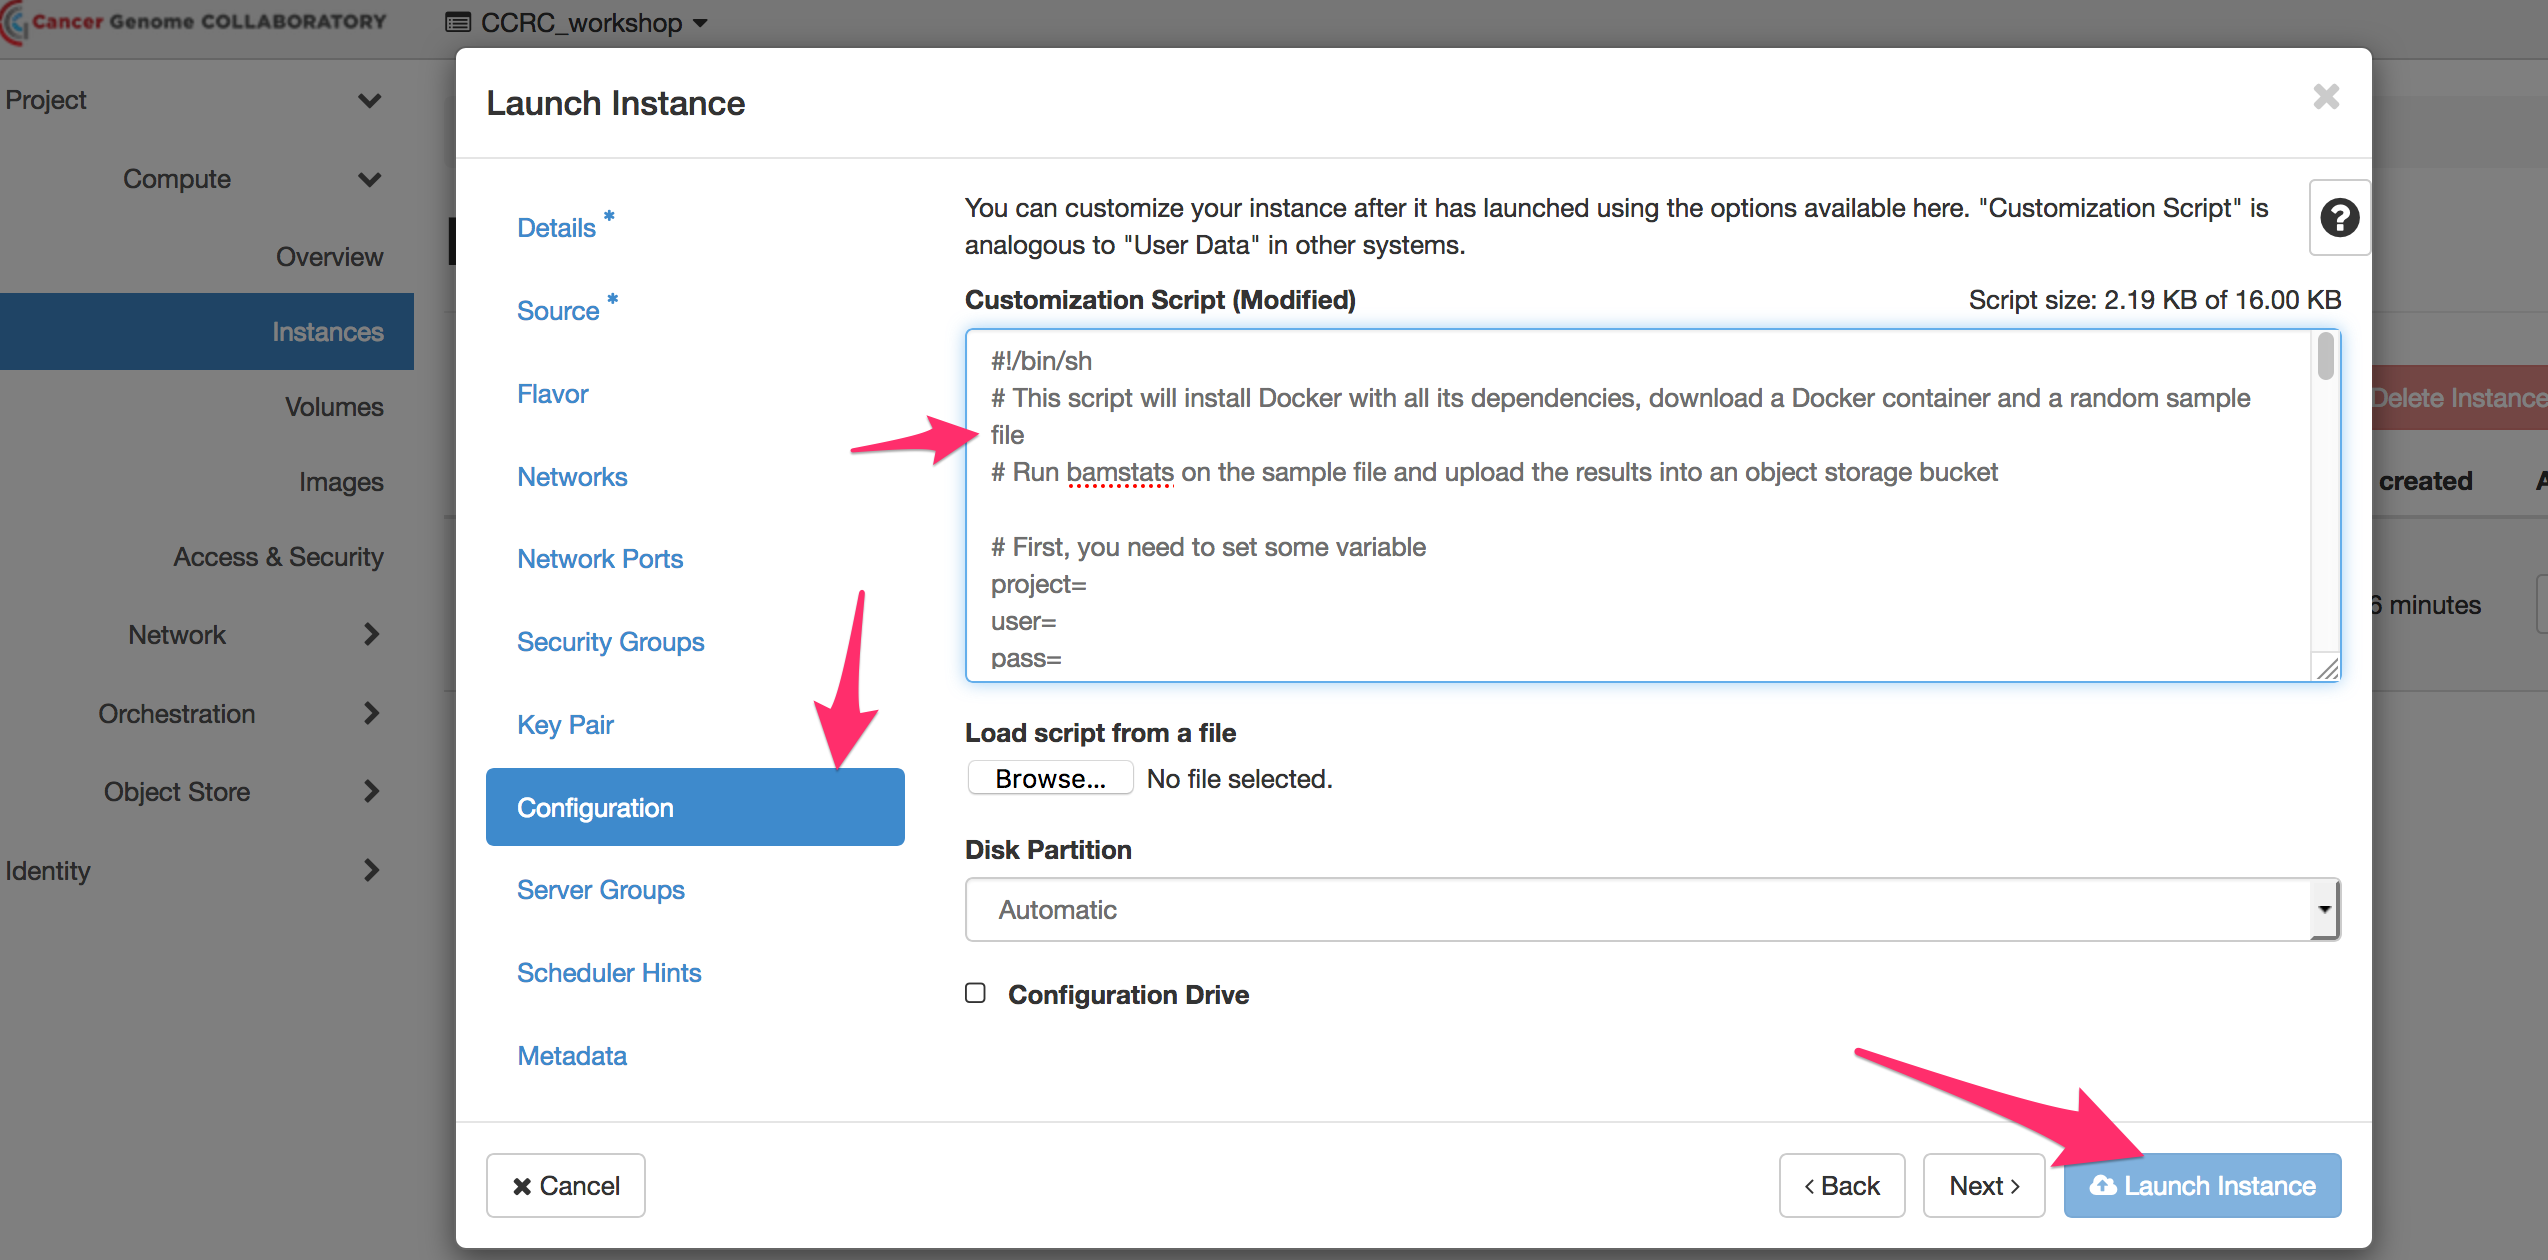 Cancer Genome COLLABORATORY
CCRC_workshop
Project
Compute
Overview
Instances
Volumes
Images
Access & Security
Network
Orchestration
Object Store
Identity
Launch Instance
Details *
Source *
Flavor
Networks
Network Ports
Security Groups
Key Pair
Configuration
Server Groups
Scheduler Hints
Metadata
You can customize your instance after it has launched using the options available here. "Customization Script" is
analogous to "User Data" in other systems.
Customization Script (Modified)
Script size: 2.19 KB of 16.00 KB
#!/bin/sh
# This script will install Docker with all its dependencies, download a Docker container and a random sample
file
# Run bamstats on the sample file and upload the results into an object storage bucket
# First, you need to set some variable
project=
user=
pass=
Load script from a file
Browse... No file selected.
Disk Partition
Automatic
Configuration Drive
Cancel
‹ Back
Next ›
Launch Instance
Delete Instance
created
6 minutes